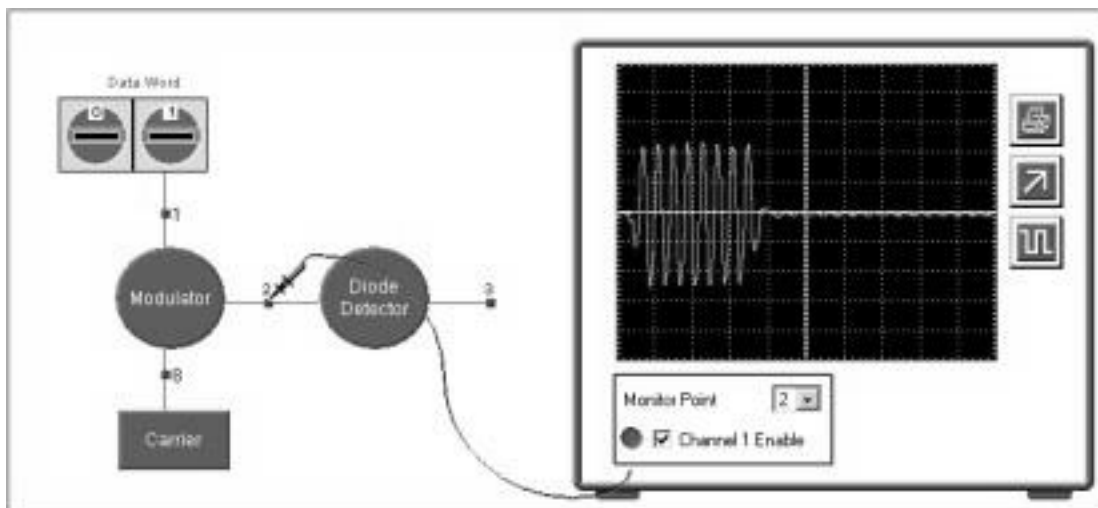 Data Word
0 1
1
Modulator
2
Diode
Detector
3
8
Carrier
Monitor Point 2
Channel 1 Enable